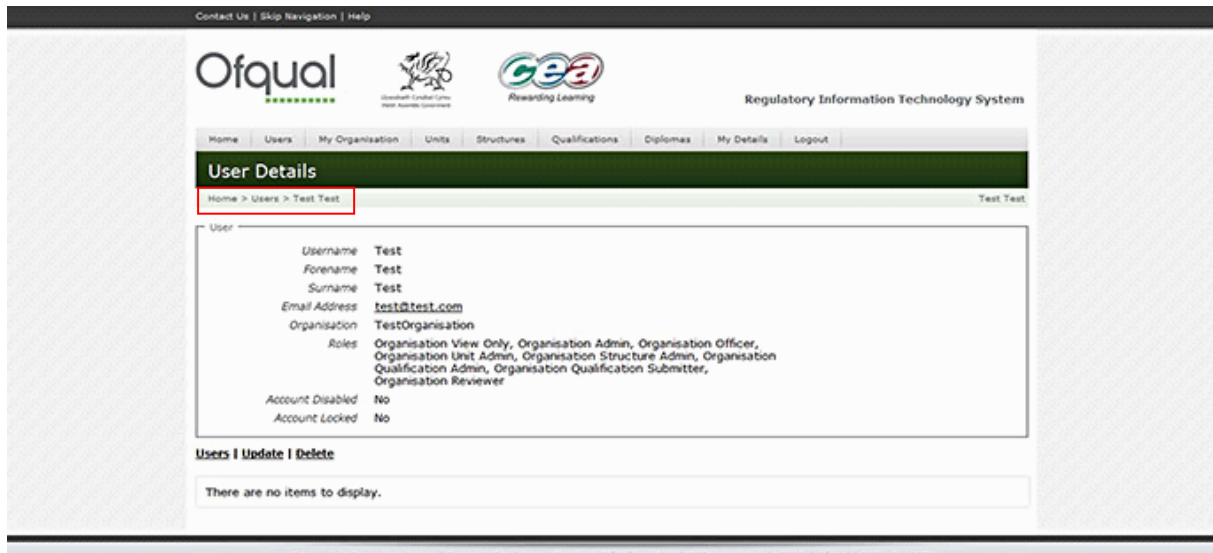 Contact Us | Skip Navigation | Help
Ofqual
Rewarding Learning
Regulatory Information Technology System
Home Users My Organisation Units Structures Qualifications Diplomas My Details Logout
User Details
Home > Users > Test Test Test Test
User
Username Test
Forename Test
Surname Test
Email Address test@test.com
Organisation TestOrganisation
Roles Organisation View Only, Organisation Admin, Organisation Officer,
Organisation Unit Admin, Organisation Structure Admin, Organisation
Qualification Admin, Organisation Qualification Submitter,
Organisation Reviewer
Account Disabled No
Account Locked No
Users | Update | Delete
There are no items to display.